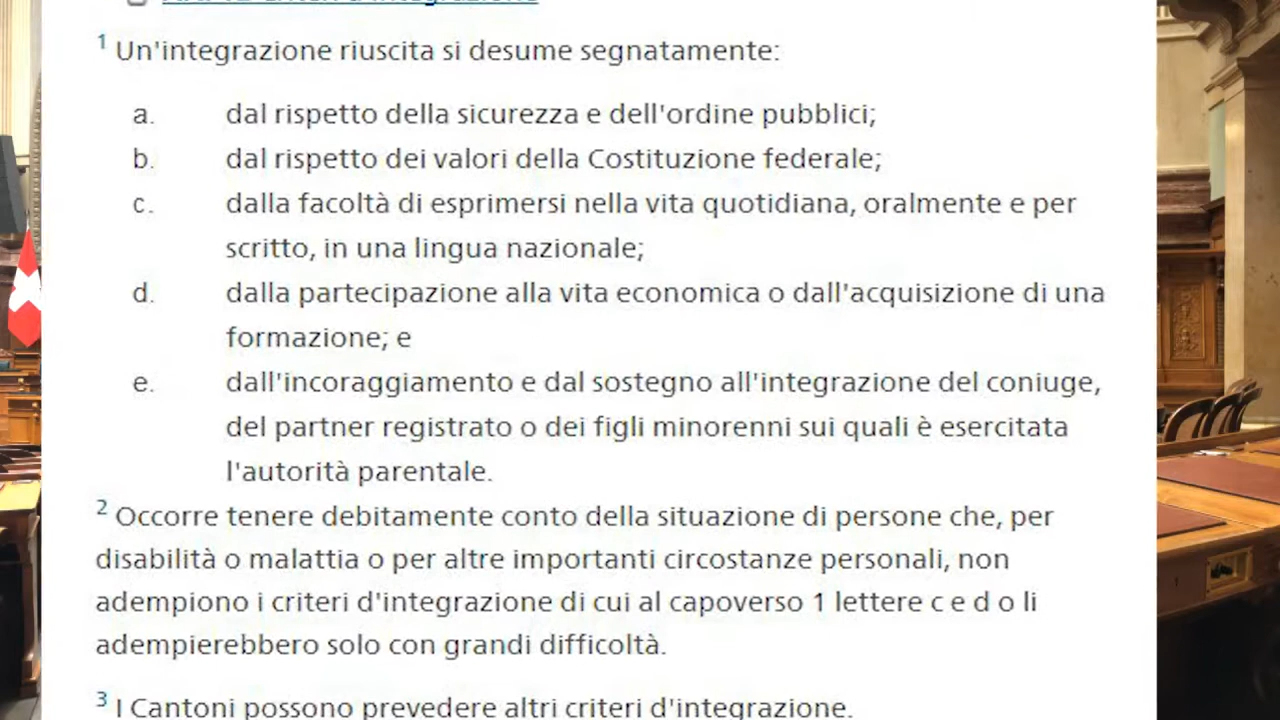 1 Un'integrazione riuscita si desume segnatamente:
a. dal rispetto della sicurezza e dell'ordine pubblici;
b. dal rispetto dei valori della Costituzione federale;
c. dalla facoltà di esprimersi nella vita quotidiana, oralmente e per
scritto, in una lingua nazionale;
d. dalla partecipazione alla vita economica o dall'acquisizione di una
formazione; e
e. dall'incoraggiamento e dal sostegno all'integrazione del coniuge,
del partner registrato o dei figli minorenni sui quali è esercitata
l'autorità parentale.
2 Occorre tenere debitamente conto della situazione di persone che, per
disabilità o malattia o per altre importanti circostanze personali, non
adempiono i criteri d'integrazione di cui al capoverso 1 lettere c e d o li
adempierebbero solo con grandi difficoltà.
3 I Cantoni possono prevedere altri criteri d'integrazione.